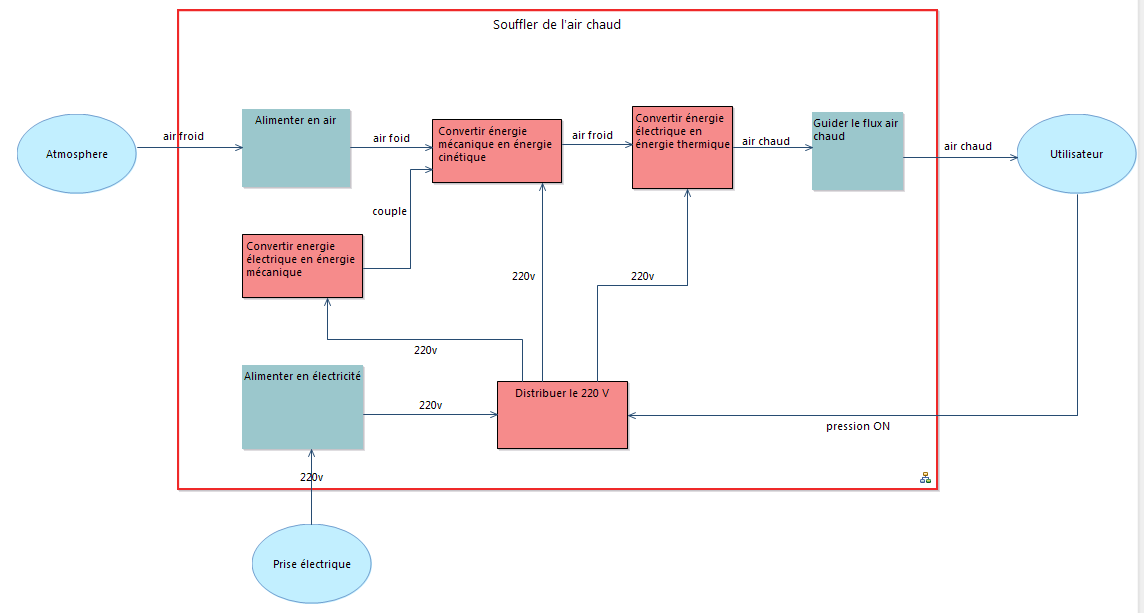 Souffler de l'air chaud
Atmosphere
air froid
Alimenter en air
air foid
Convertir énergie
mécanique en énergie
cinétique
air froid
Convertir énergie
électrique en
énergie thermique
air chaud
Guider le flux air
chaud
air chaud
Utilisateur
couple
Convertir energie
électrique en énergie
mécanique
220v
220v
220v
Alimenter en électricité
220v
Distribuer le 220 V
pression ON
220v
Prise électrique